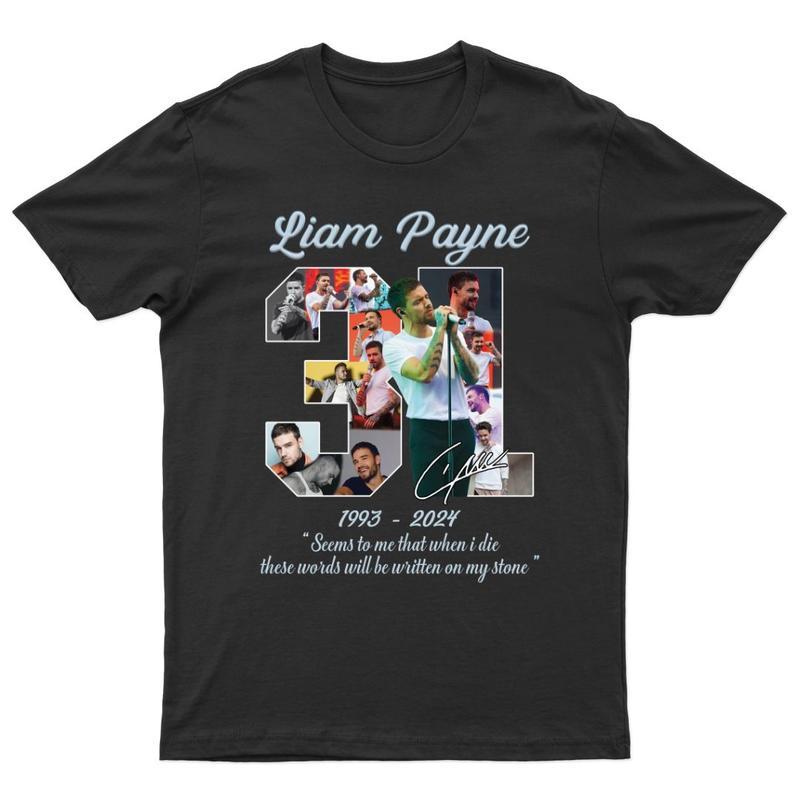 Liam Payne
31
1993 - 2024
“ Seems to me that when i die
these words will be written on my stone ”